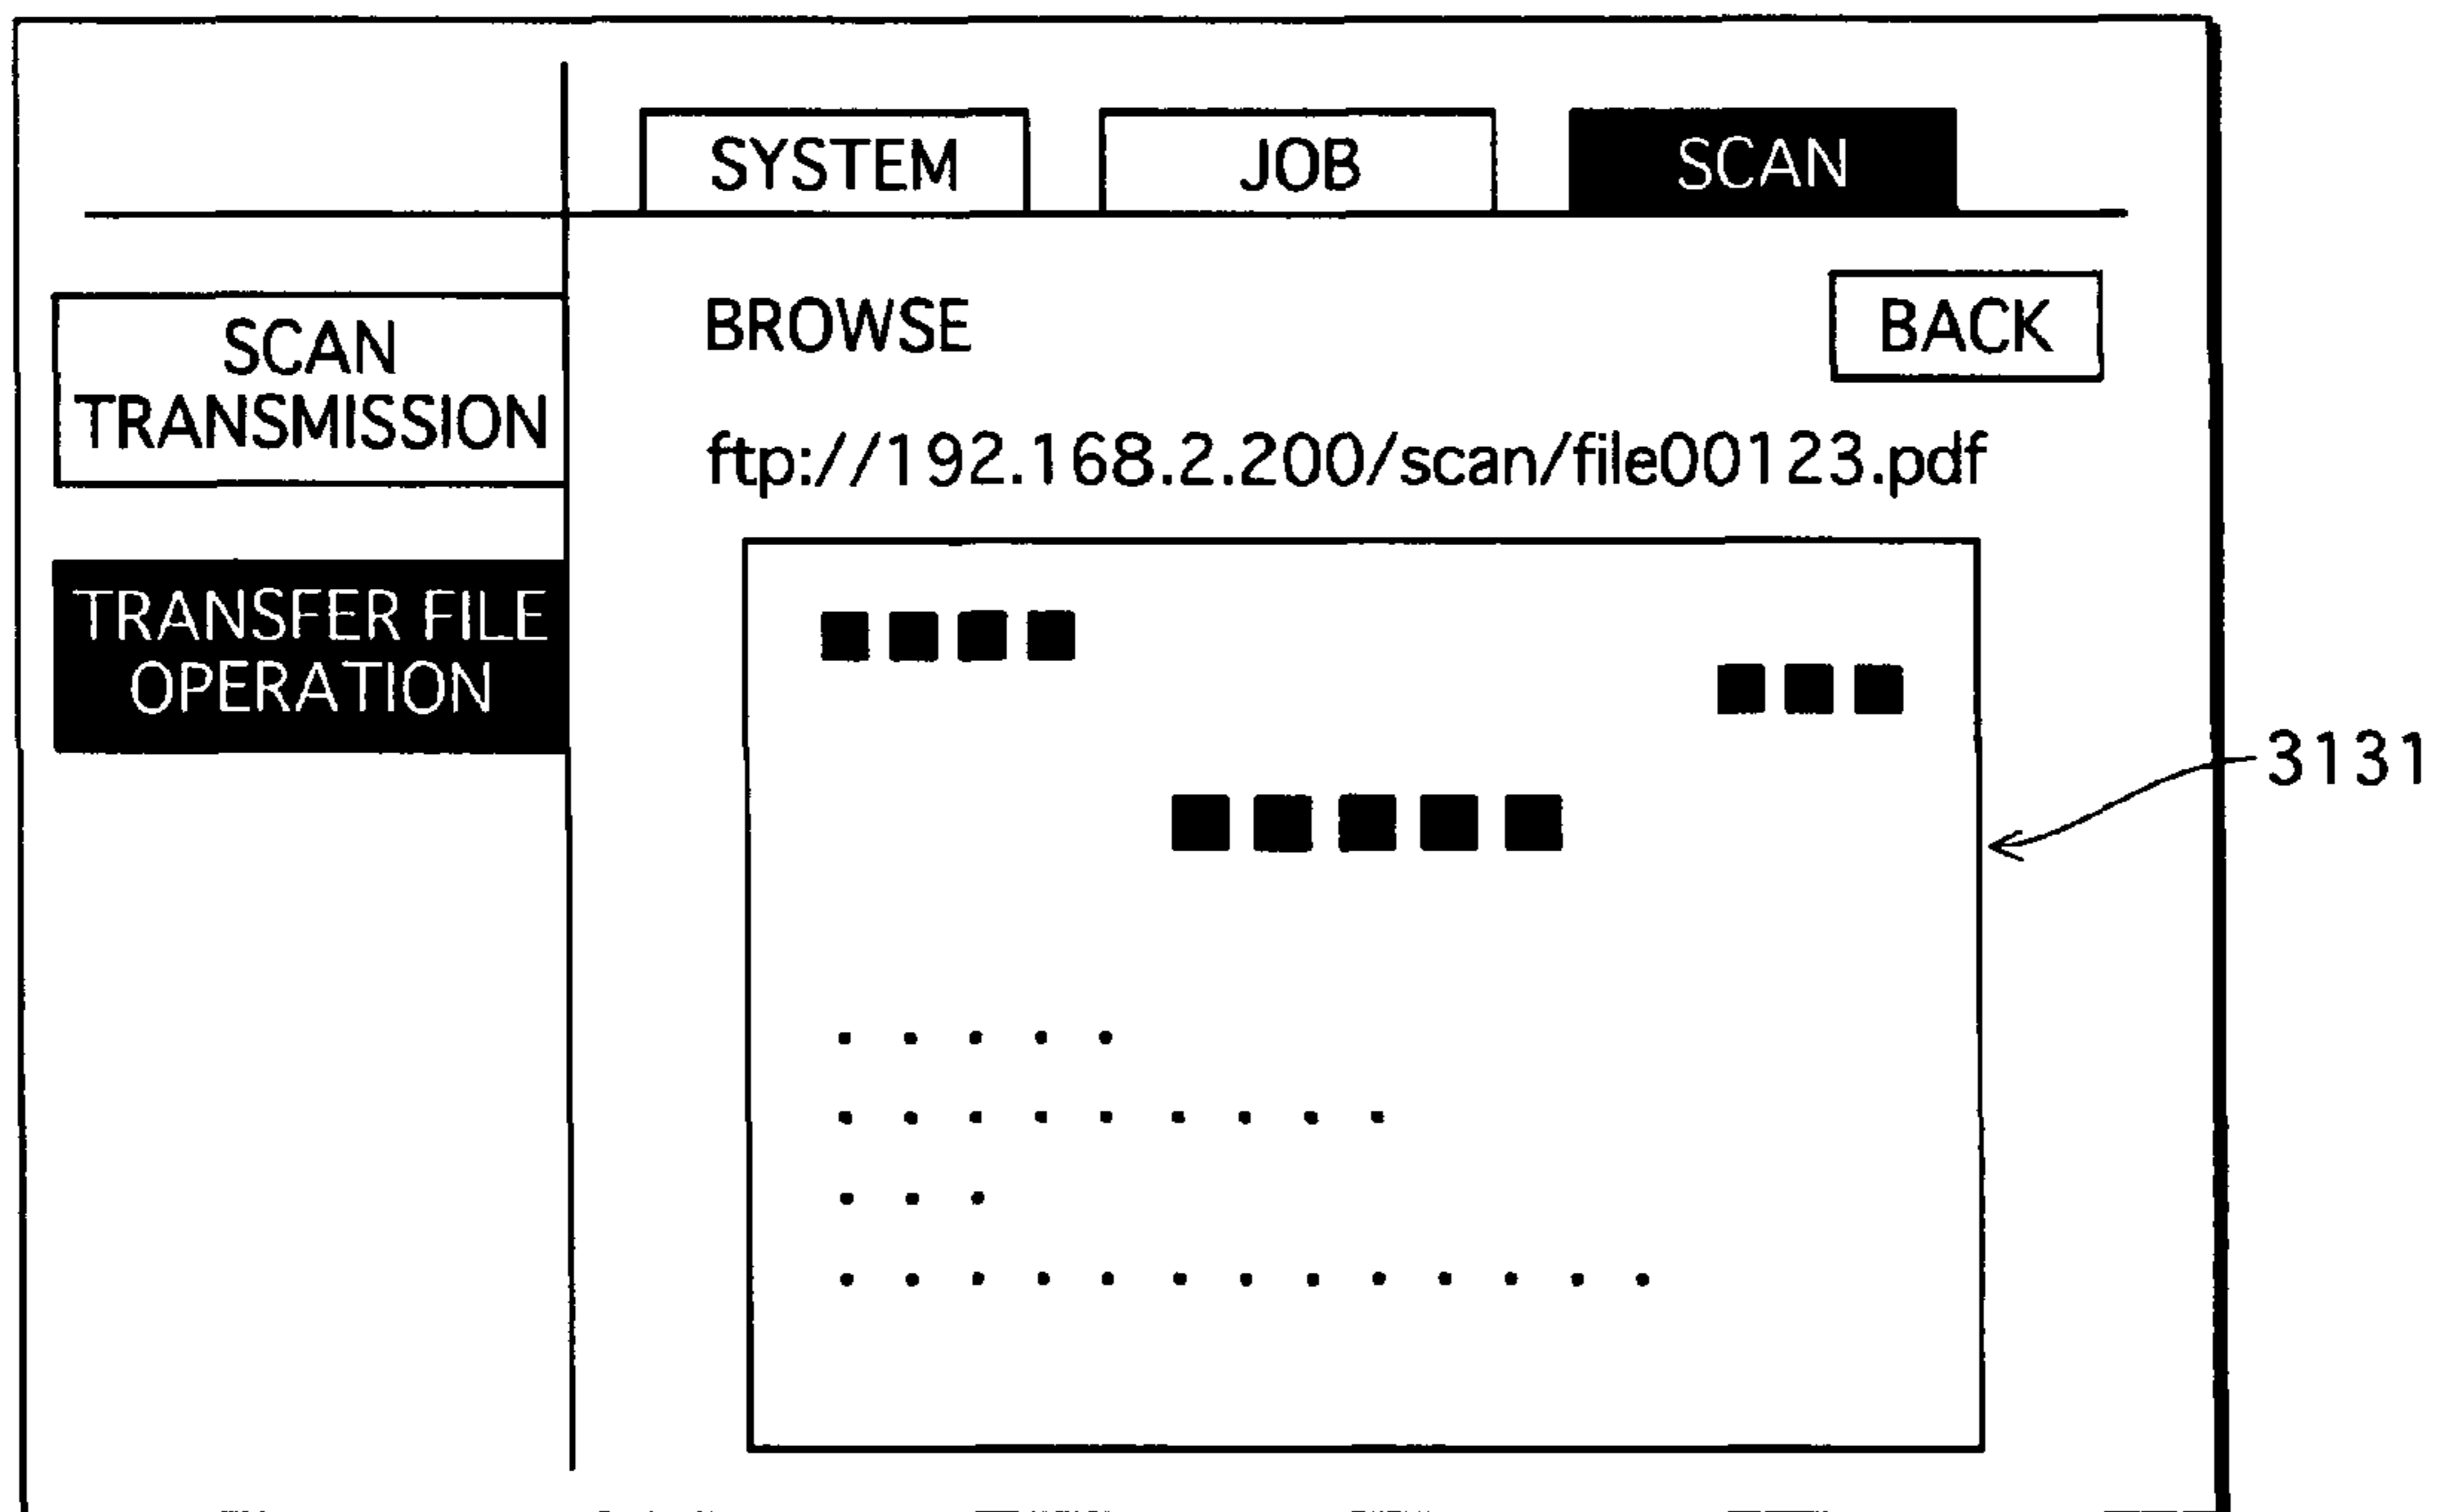 SYSTEM
JOB
SCAN
SCAN
TRANSMISSION
TRANSFER FILE
OPERATION
BROWSE
BACK
ftp://192.168.2.200/scan/file00123.pdf
3131